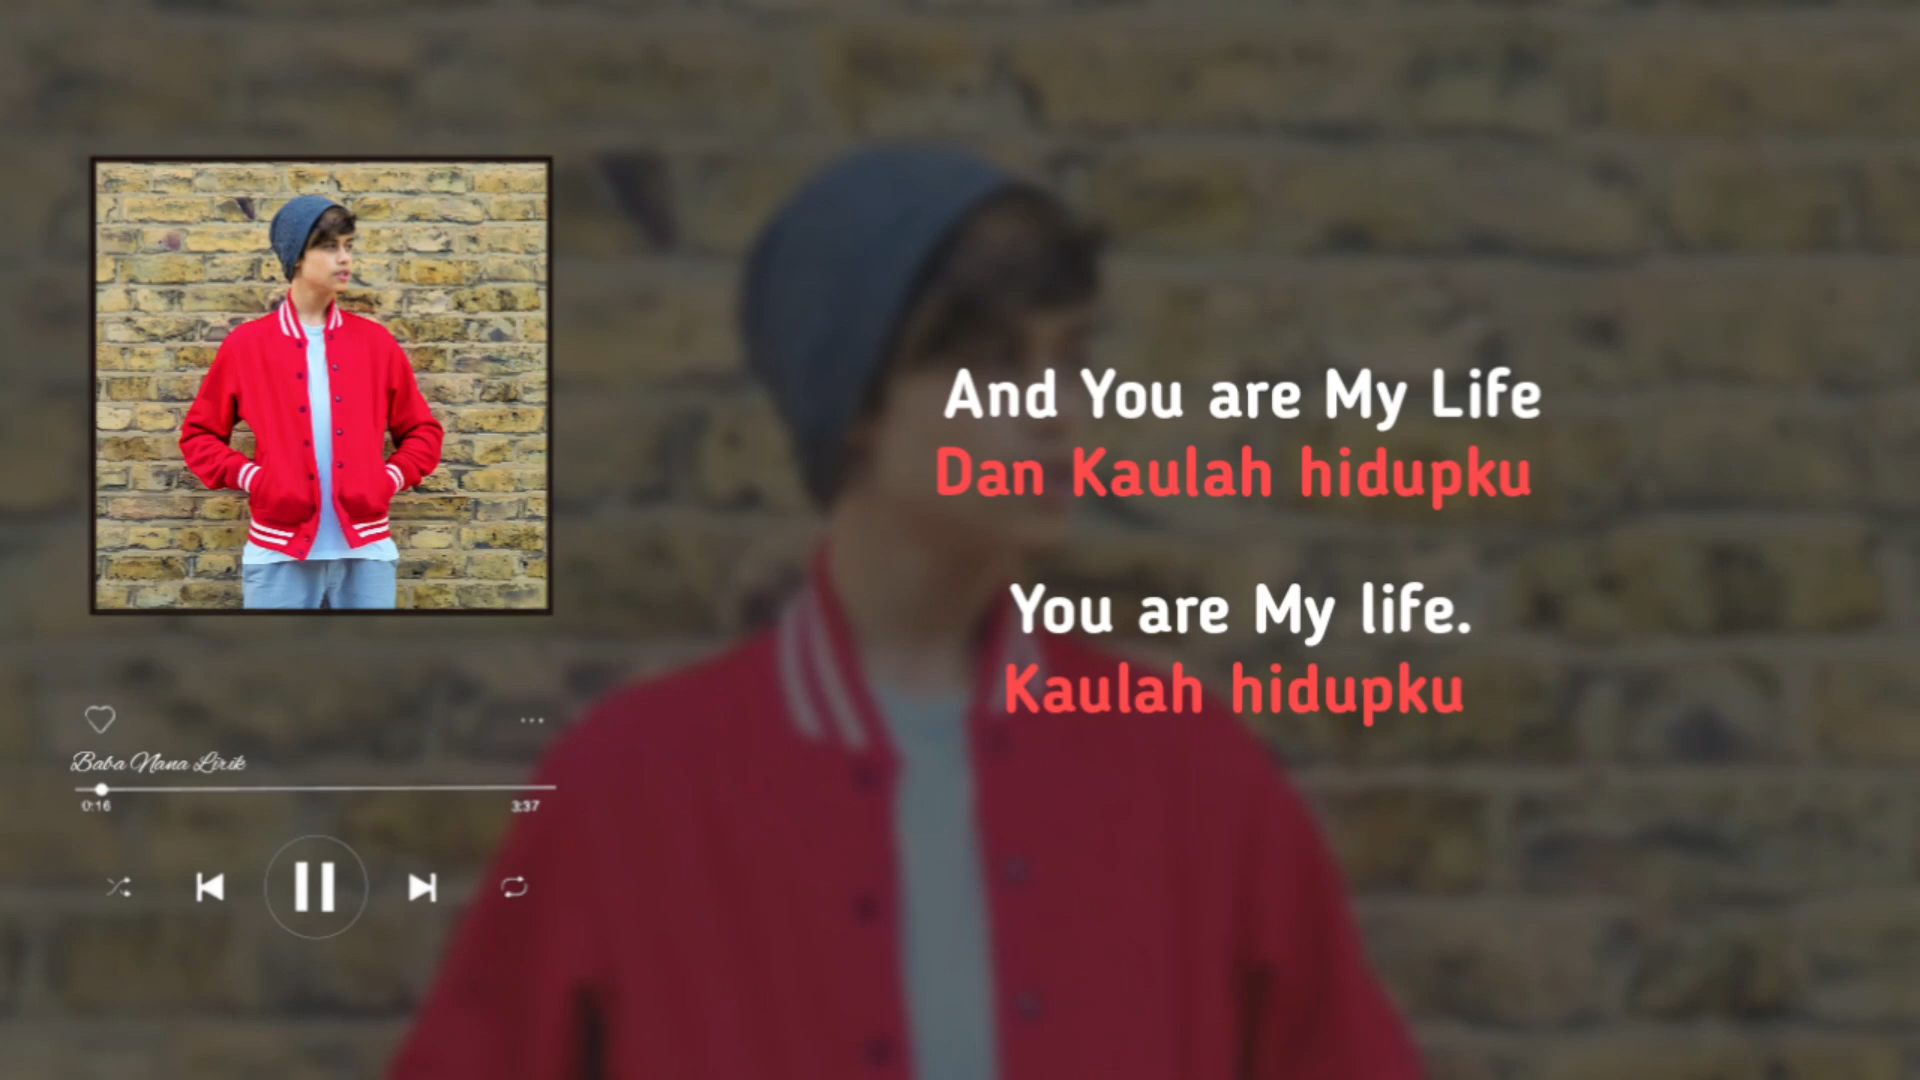 And You are My Life
Dan Kaulah hidupku
You are My life.
Kaulah hidupku
Baba Nana Lirik
0:16
3:37